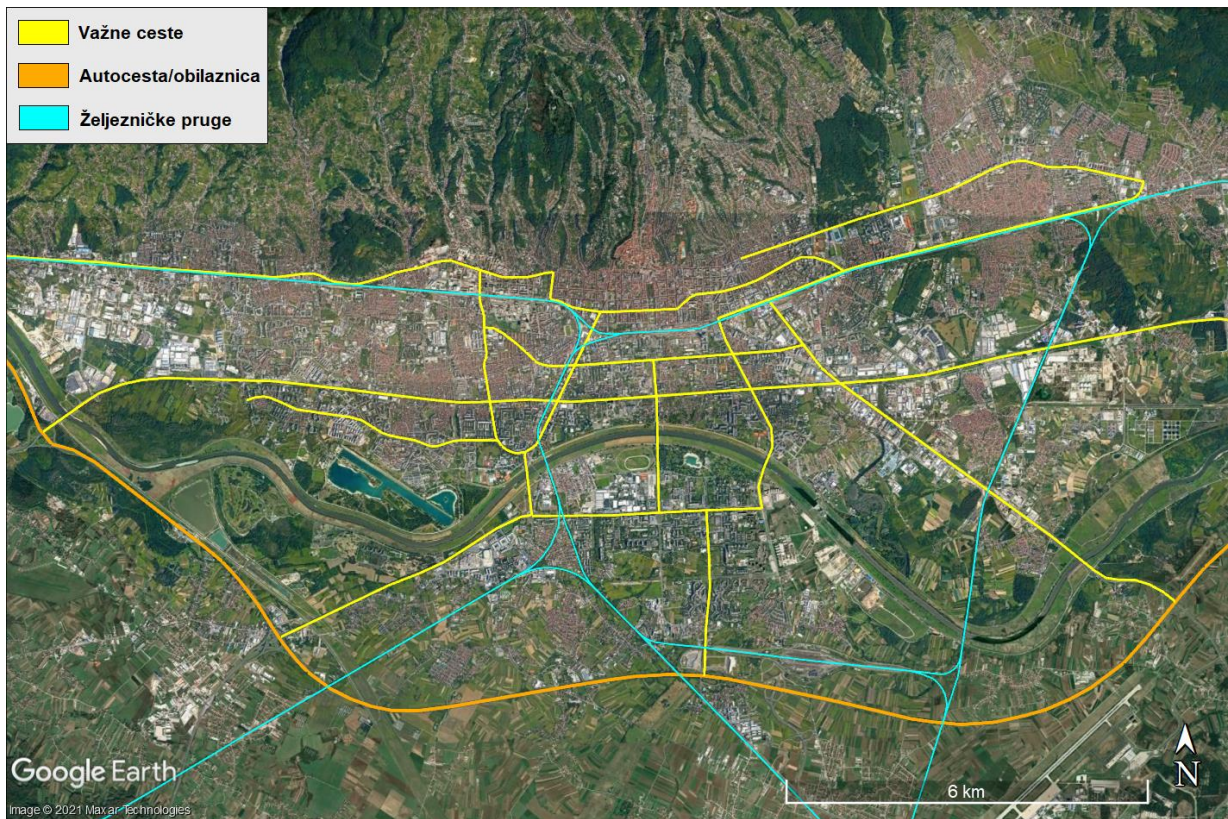 Važne ceste
Autocesta/obilaznica
Željezničke pruge
Google Earth
6 km
N
Image © 2021 Maxar Technologies